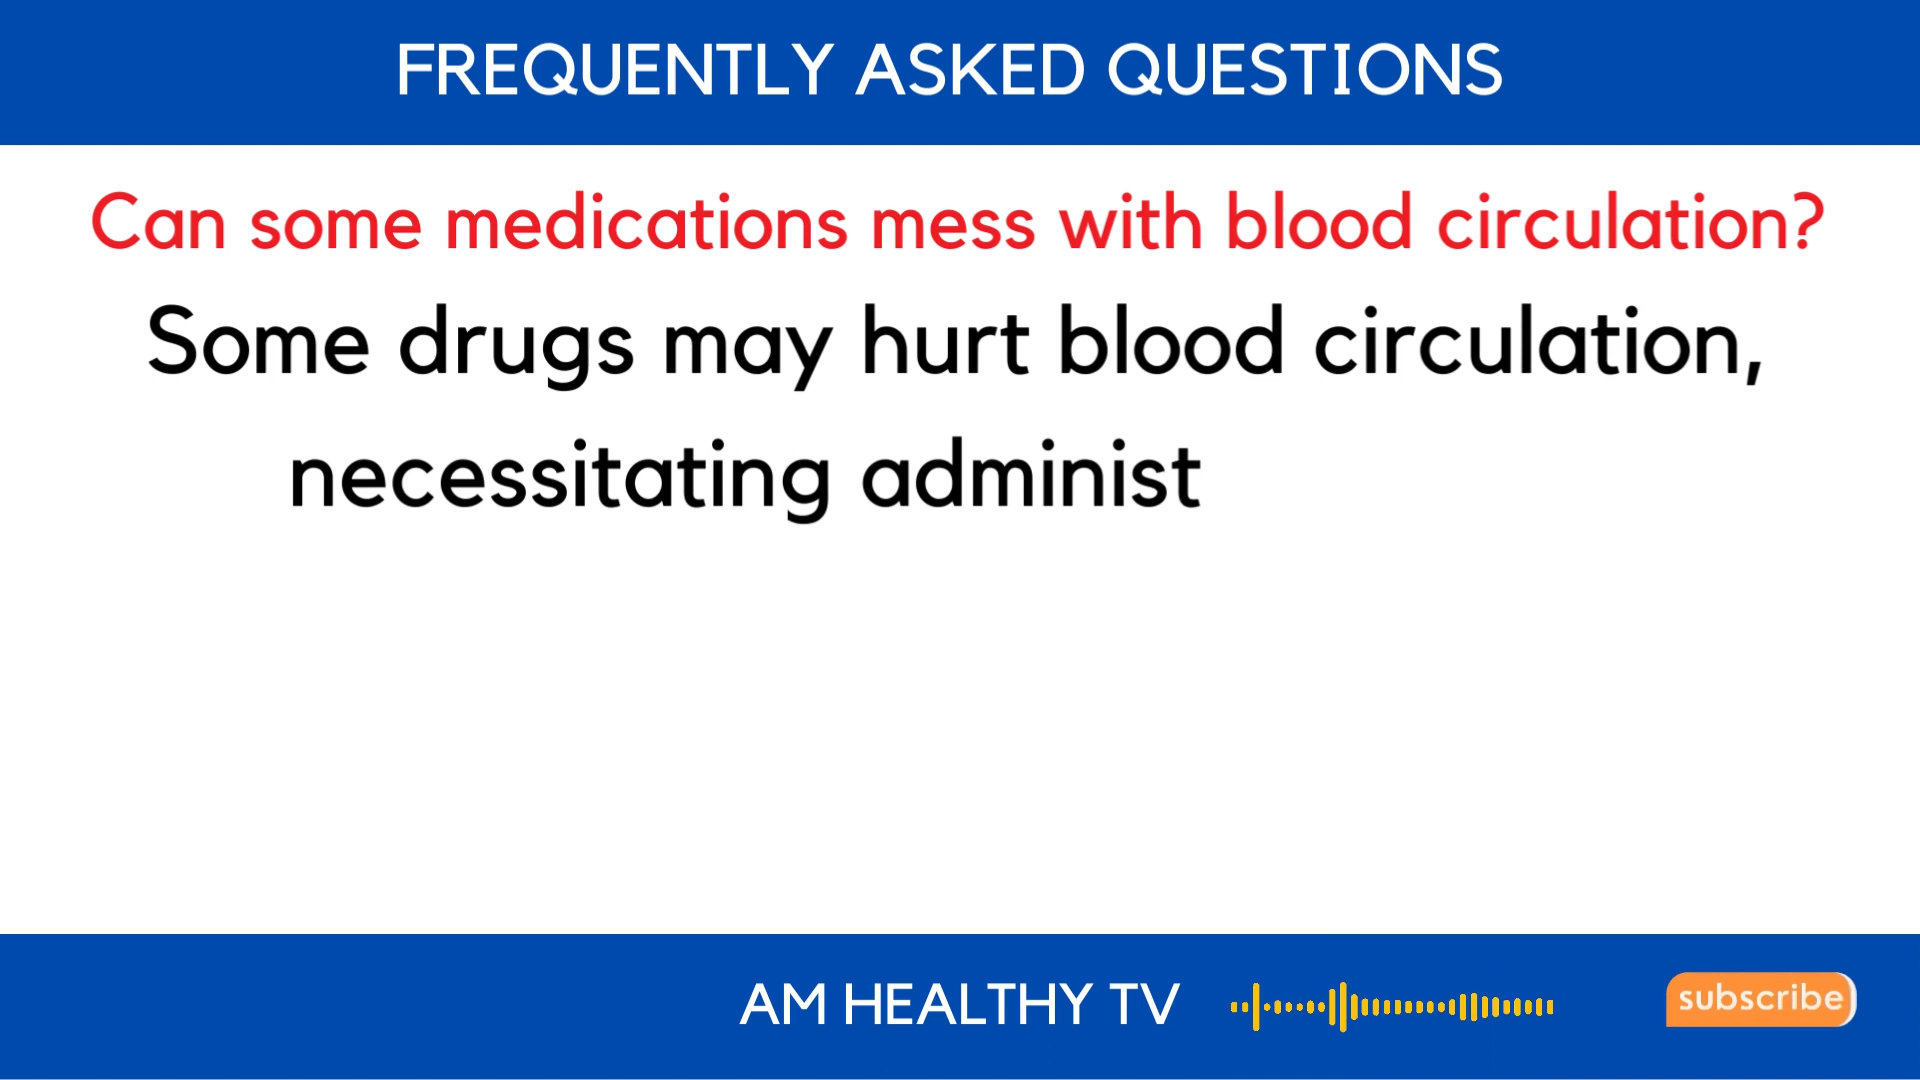 FREQUENTLY ASKED QUESTIONS
Can some medications mess with blood circulation?
Some drugs may hurt blood circulation,
necessitating administ
AM HEALTHY TV
subscribe